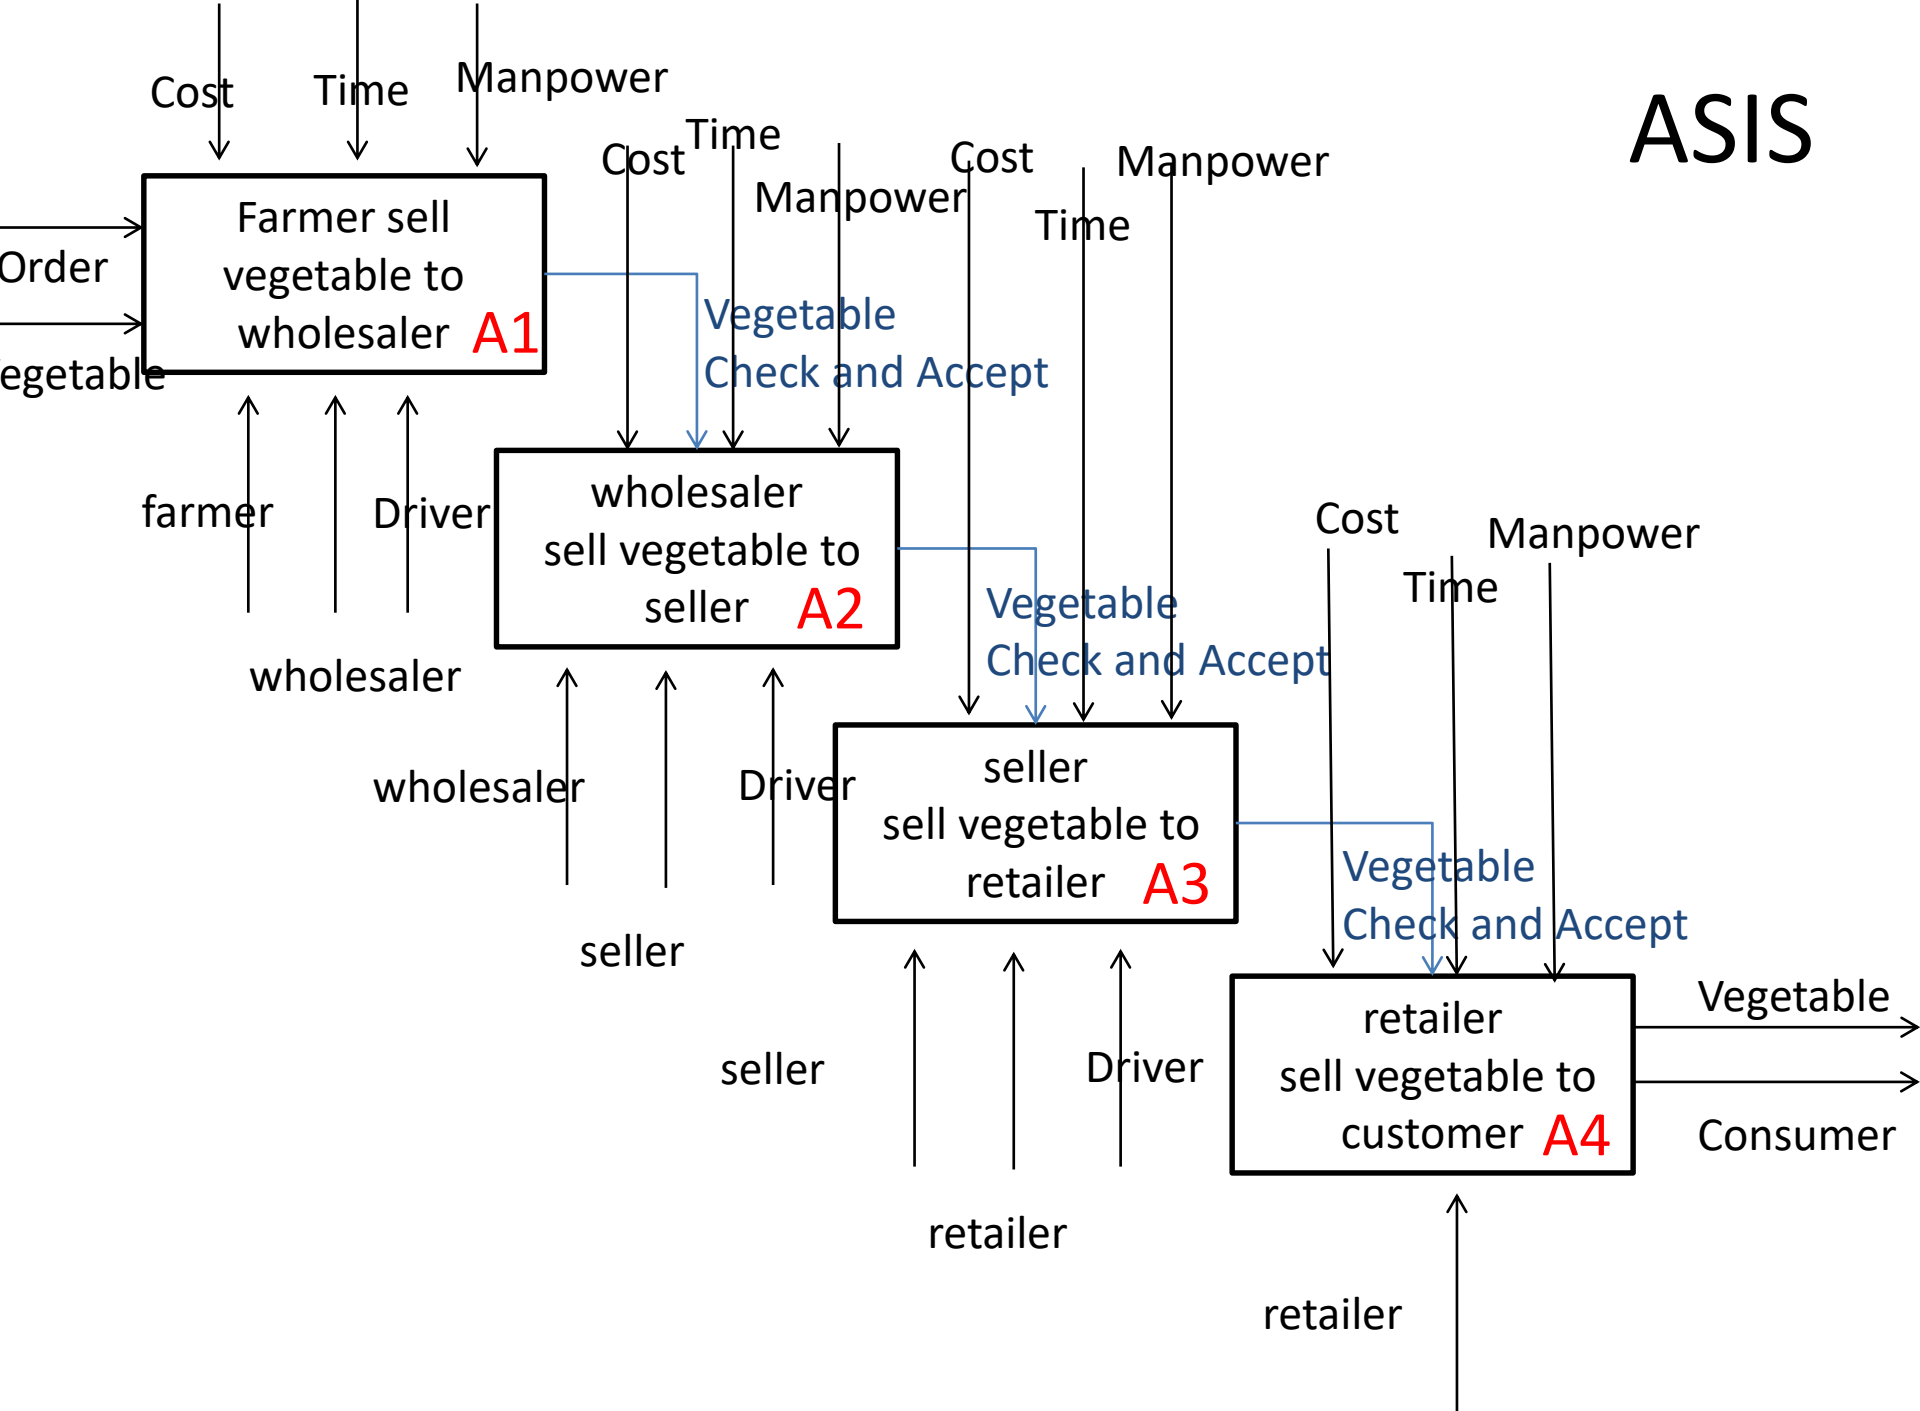 ASIS
Cost
Time
Manpower
Order
egetable
Farmer sell
vegetable to
wholesaler
A1
farmer
Driver
wholesaler
Cost
Time
Manpower
Vegetable
Check and Accept
wholesaler
sell vegetable to
seller
A2
wholesaler
Driver
seller
Cost
Time
Manpower
Vegetable
Check and Accept
seller
sell vegetable to
retailer
A3
seller
Driver
retailer
Cost
Time
Manpower
Vegetable
Check and Accept
retailer
sell vegetable to
customer
A4
Vegetable
Consumer
retailer